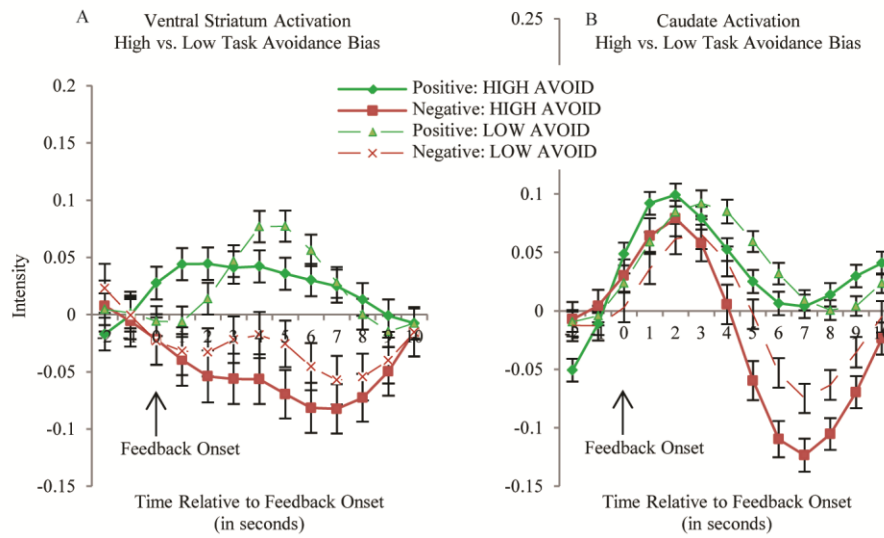 A
Ventral Striatum Activation
High vs. Low Task Avoidance Bias
B
Caudate Activation
High vs. Low Task Avoidance Bias
Positive: HIGH AVOID
Negative: HIGH AVOID
Positive: LOW AVOID
Negative: LOW AVOID
Intensity
0.2
0.15
0.1
0.05
0
-0.05
-0.1
-0.15
0 2 3 4 5 6 7
Feedback Onset
Time Relative to Feedback Onset
(in seconds)
0.25
0.1
0.05
0
-0.05
-0.1
-0.15
0 1 2 3 4 5 6 7 8 9
Feedback Onset
Time Relative to Feedback Onset
(in seconds)